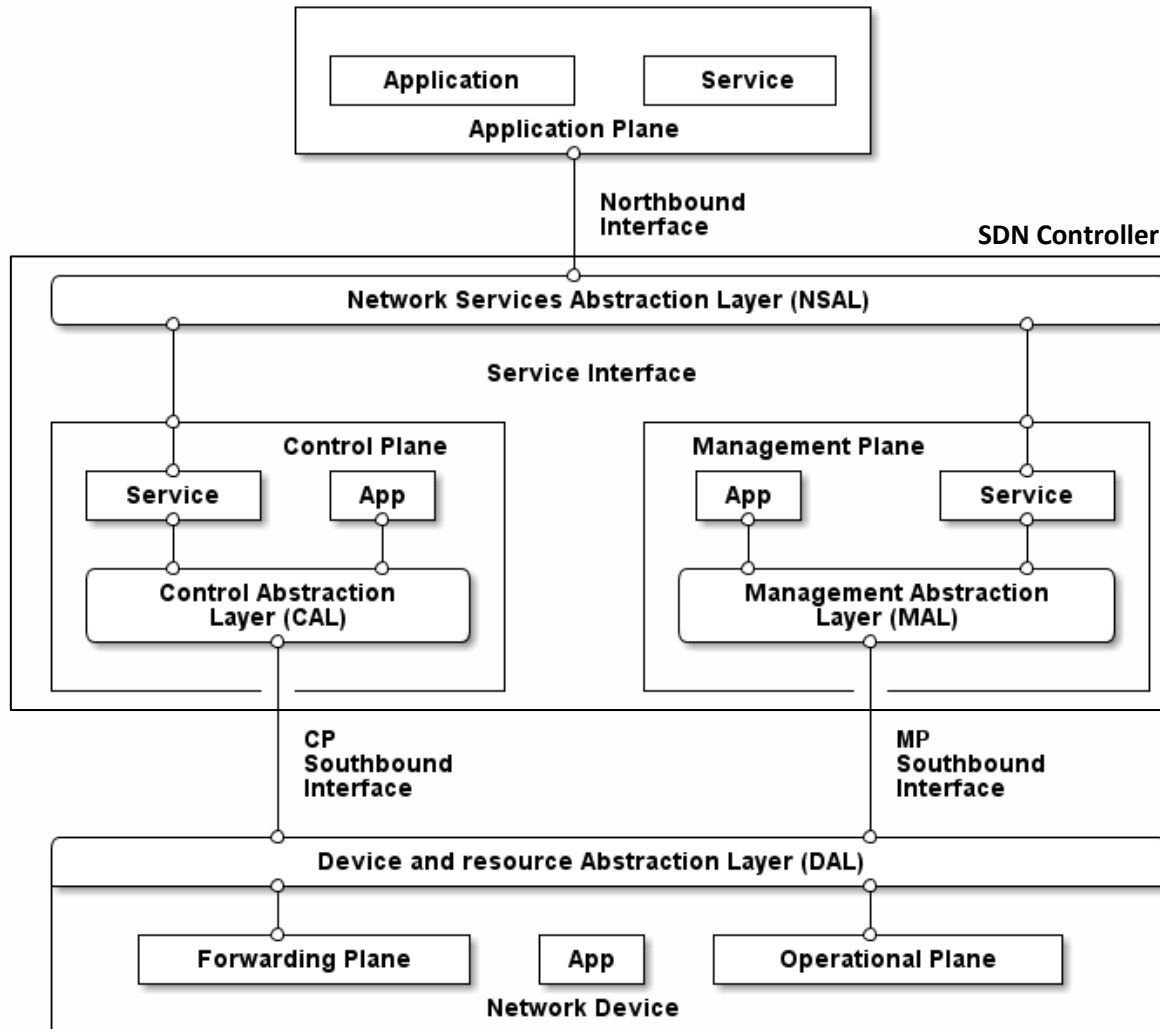 Application
Service
Application Plane
Northbound
Interface
SDN Controller
Network Services Abstraction Layer (NSAL)
Service Interface
Control Plane
Service
App
Control Abstraction
Layer (CAL)
Management Plane
App
Service
Management Abstraction
Layer (MAL)
CP
Southbound
Interface
MP
Southbound
Interface
Device and resource Abstraction Layer (DAL)
Forwarding Plane
App
Operational Plane
Network Device